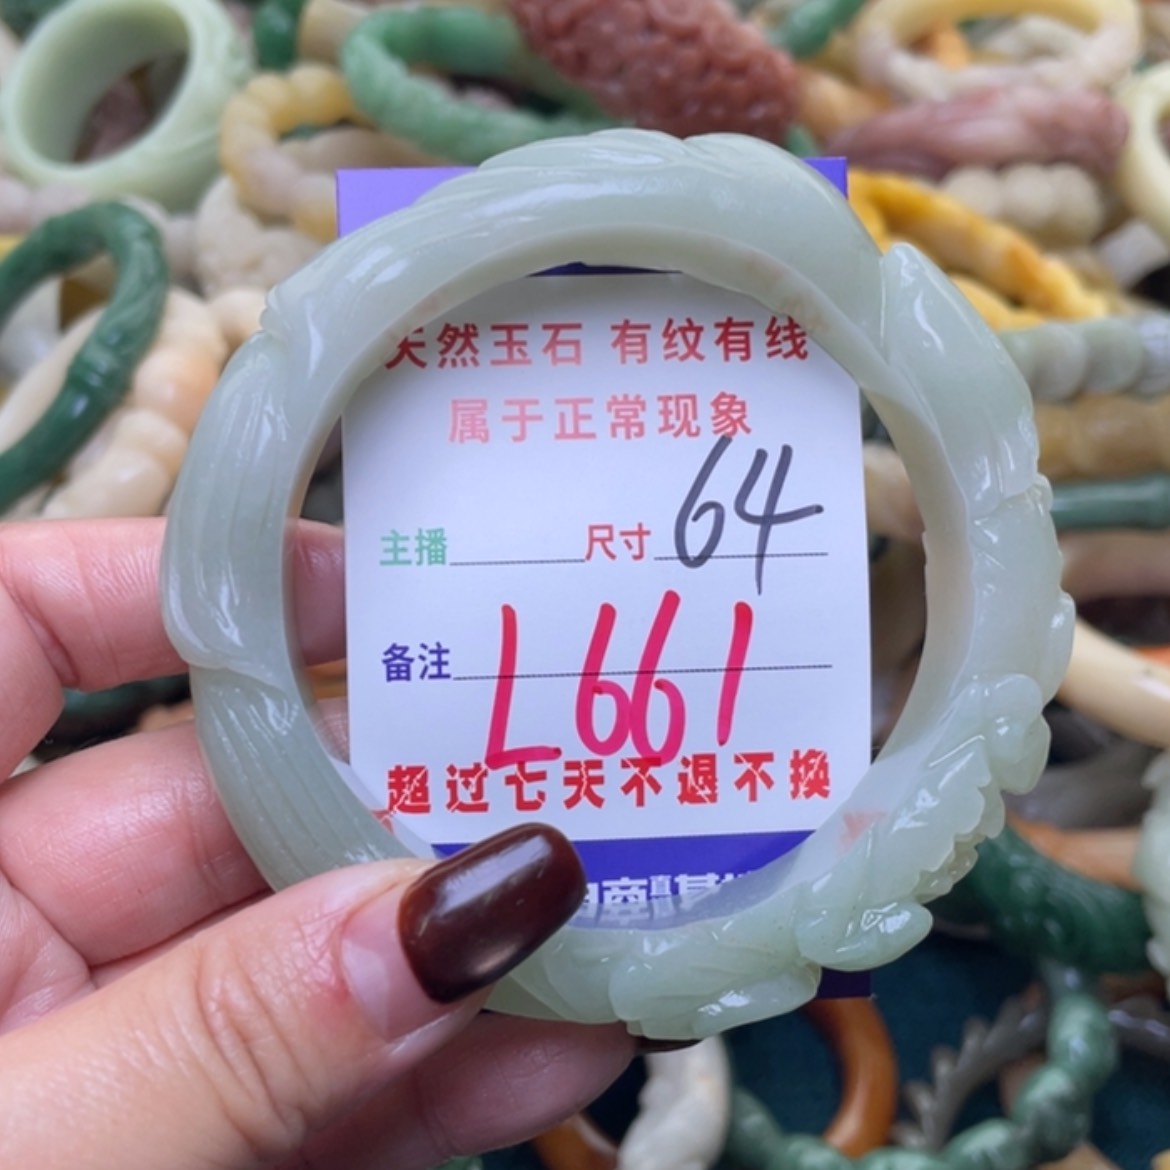 天然玉石 有纹有线
属于正常现象
主播 尺寸 64
备注 L661
超过七天不退不换